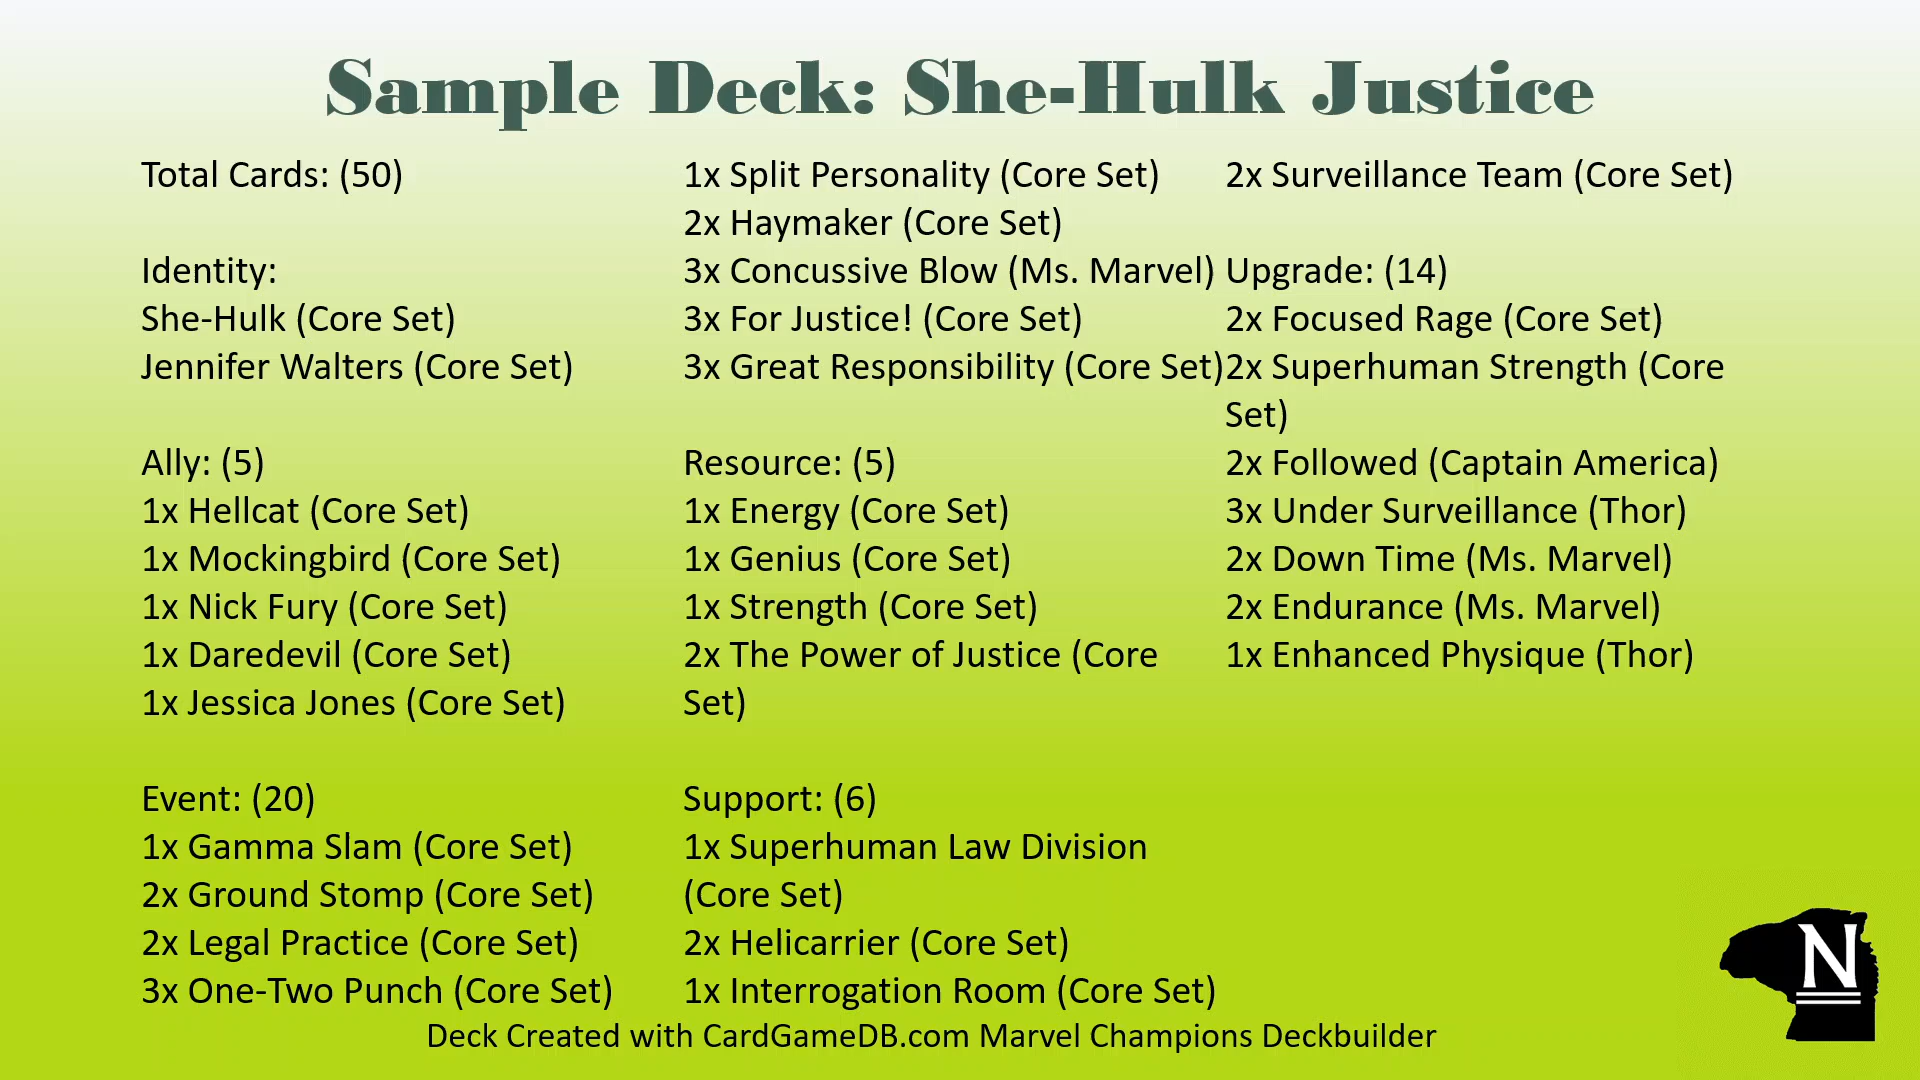 Sample Deck: She-Hulk Justice
Total Cards: (50)
Identity:
She-Hulk (Core Set)
Jennifer Walters (Core Set)
Ally: (5)
1x Hellcat (Core Set)
1x Mockingbird (Core Set)
1x Nick Fury (Core Set)
1x Daredevil (Core Set)
1x Jessica Jones (Core Set)
Event: (20)
1x Gamma Slam (Core Set)
2x Ground Stomp (Core Set)
2x Legal Practice (Core Set)
3x One-Two Punch (Core Set)
1x Split Personality (Core Set)
2x Haymaker (Core Set)
3x Concussive Blow (Ms. Marvel)
3x For Justice! (Core Set)
3x Great Responsibility (Core Set)
Resource: (5)
1x Energy (Core Set)
1x Genius (Core Set)
1x Strength (Core Set)
2x The Power of Justice (Core
Set)
Support: (6)
1x Superhuman Law Division
(Core Set)
2x Helicarrier (Core Set)
1x Interrogation Room (Core Set)
2x Surveillance Team (Core Set)
Upgrade: (14)
2x Focused Rage (Core Set)
2x Superhuman Strength (Core
Set)
2x Followed (Captain America)
3x Under Surveillance (Thor)
2x Down Time (Ms. Marvel)
2x Endurance (Ms. Marvel)
1x Enhanced Physique (Thor)
Deck Created with CardGameDB.com Marvel Champions Deckbuilder
N